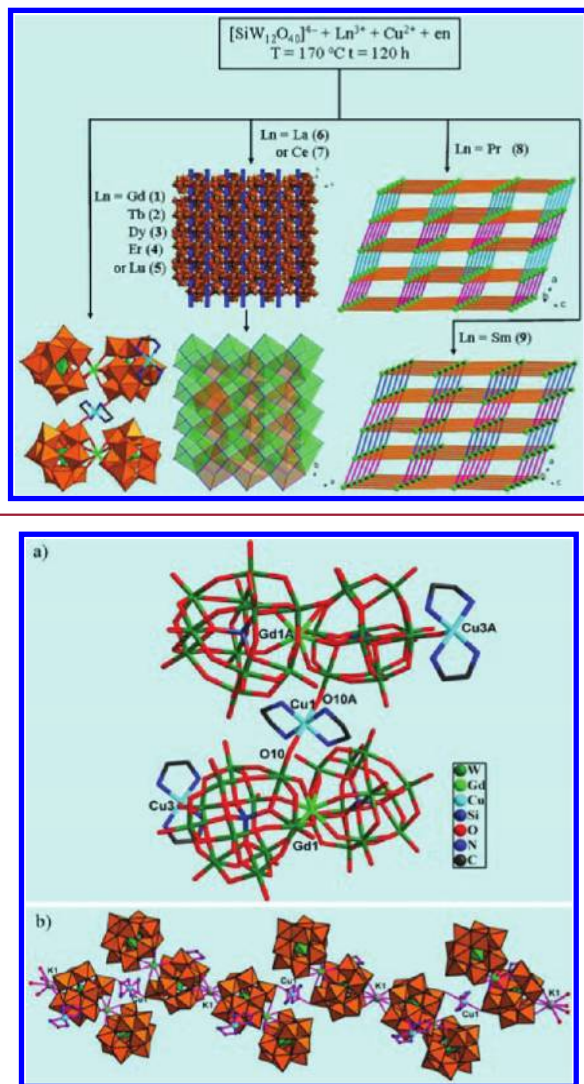 [SiW₁₂O₄₀]⁴⁻ + Ln³⁺ + Cu²⁺ + en
T = 170 °C t = 120 h
Ln = La (6)
or Ce (7)
Ln = Pr (8)
Ln = Gd (1)
Tb (2)
Dy (3)
Er (4)
or Lu (5)
Ln = Sm (9)
a
b
c
b
a
a
b
c
a)
Cu3A
Gd1A
O10A
Cu1
O10
Cu3
Gd1
W
Gd
Cu
Si
O
N
C
b)
K1
Cu1
K1
Cu1
Cu1
K1